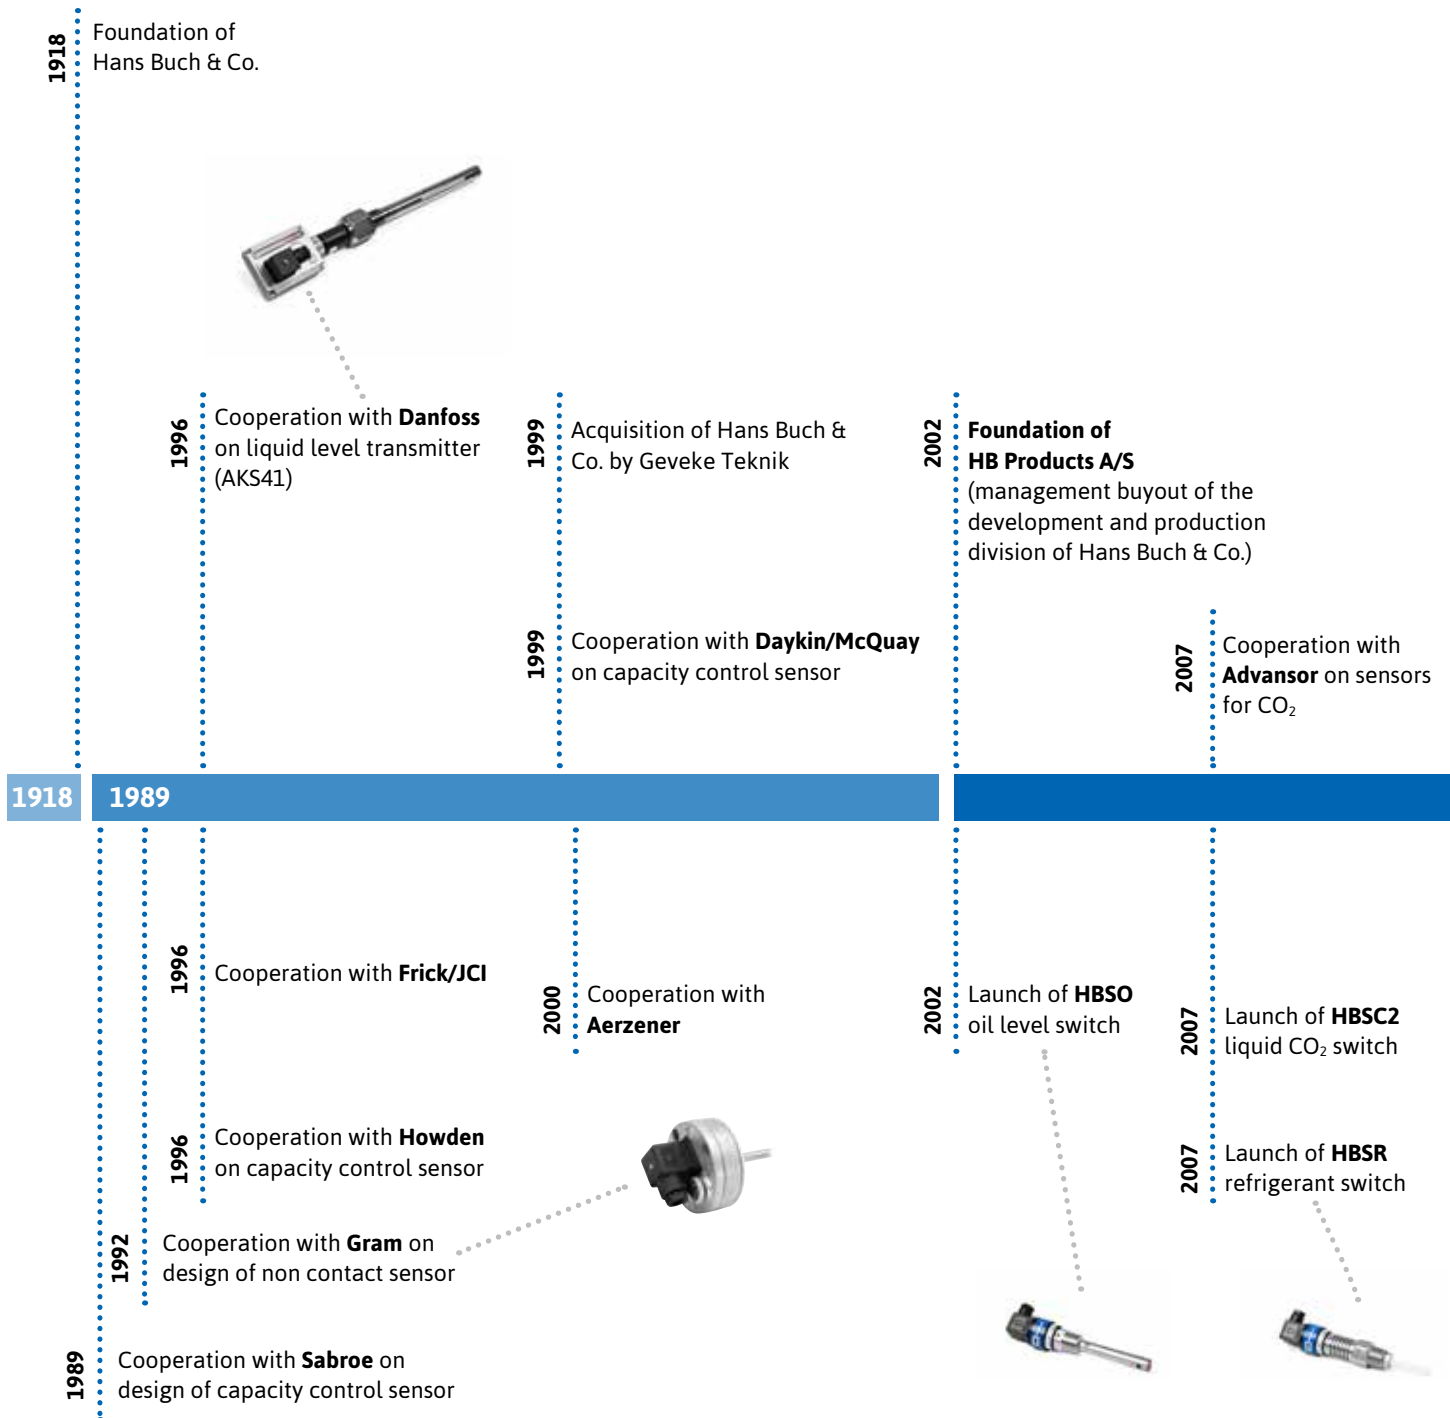 1918
Foundation of
Hans Buch & Co.
1996
Cooperation with Danfoss
on liquid level transmitter
(AKS41)
1999
Acquisition of Hans Buch &
Co. by Geveke Teknik
2002
Foundation of
HB Products A/S
(management buyout of the
development and production
division of Hans Buch & Co.)
1999
Cooperation with Daykin/McQuay
on capacity control sensor
2007
Cooperation with
Advansor on sensors
for CO₂
1918
1989
1996
Cooperation with Frick/JCI
2000
Cooperation with
Aerzener
2002
Launch of HBSO
oil level switch
2007
Launch of HBSC2
liquid CO₂ switch
1996
Cooperation with Howden
on capacity control sensor
2007
Launch of HBSR
refrigerant switch
1992
Cooperation with Gram on
design of non contact sensor
1989
Cooperation with Sabroe on
design of capacity control sensor